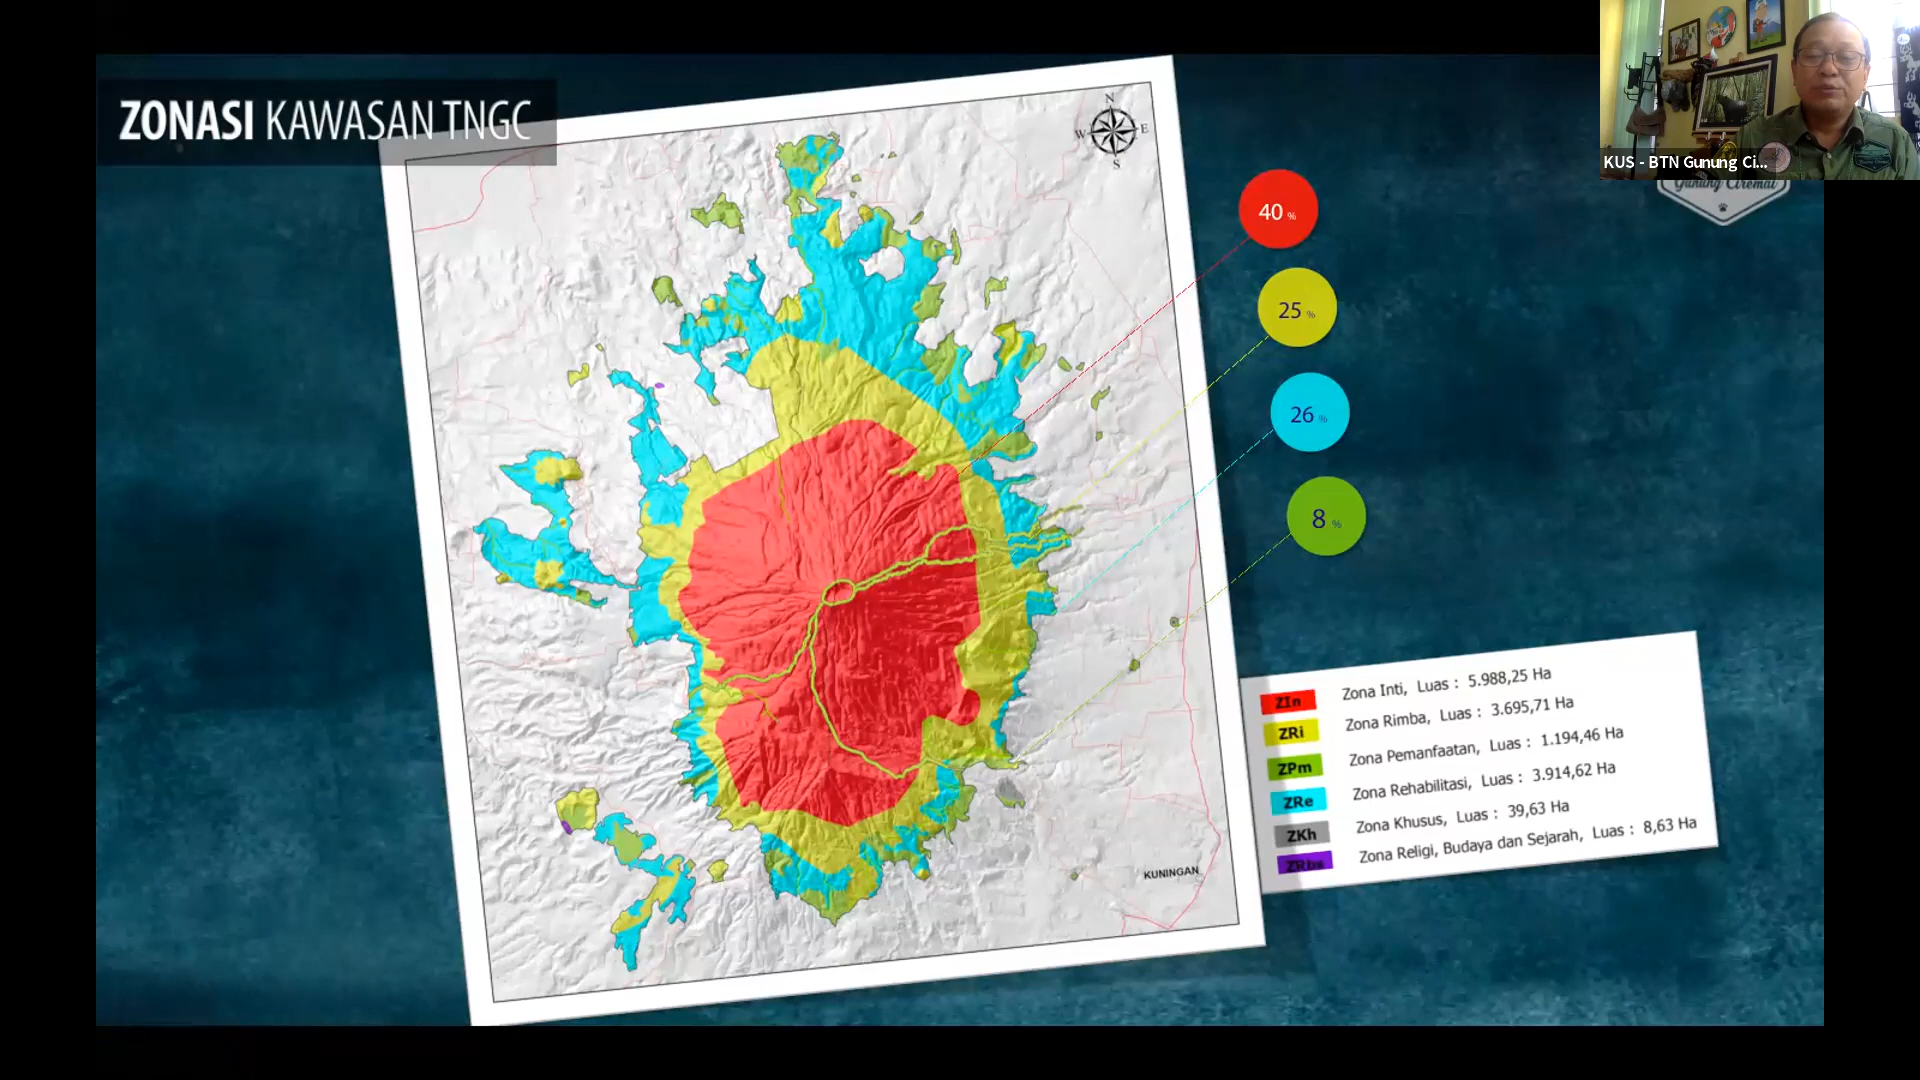 ZONASI KAWASAN TNGC
KUS - BTN Gunung Ci...
Gunung Ciremai
N
W E
S
40 %
25 %
26 %
8 %
ZIn Zona Inti, Luas : 5.988,25 Ha
ZRi Zona Rimba, Luas : 3.695,71 Ha
ZPm Zona Pemanfaatan, Luas : 1.194,46 Ha
ZRe Zona Rehabilitasi, Luas : 3.914,62 Ha
ZKh Zona Khusus, Luas : 39,63 Ha
ZRbs Zona Religi, Budaya dan Sejarah, Luas : 8,63 Ha
KUNINGAN